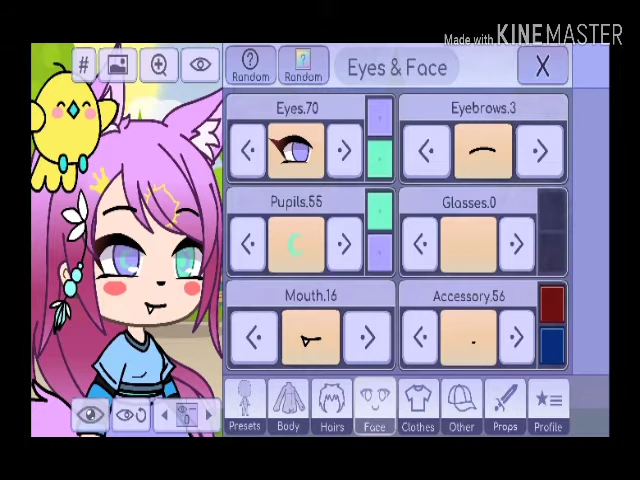 Made with KINEMASTER
#
Random
Random
Eyes & Face
X
Eyes.70
Eyebrows.3
Pupils.55
Glasses.0
Mouth.16
Accessory.56
Presets
Body
Hairs
Face
Clothes
Other
Props
Profile